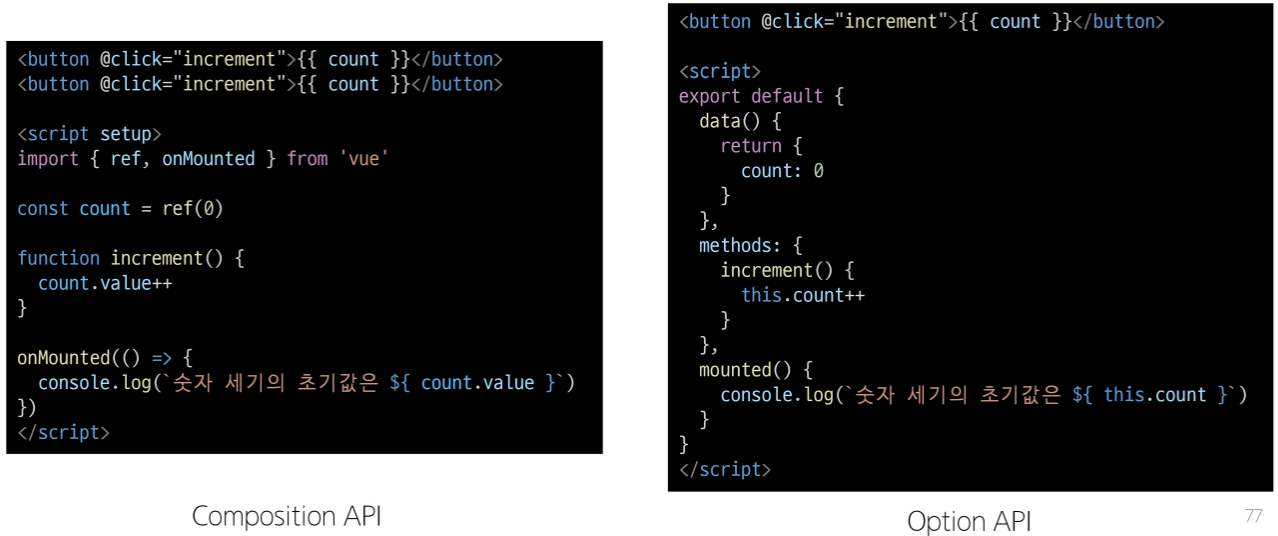 <button @click="increment">{{ count }}</button>
<button @click="increment">{{ count }}</button>

<script setup>
import { ref, onMounted } from 'vue'

const count = ref(0)

function increment() {
  count.value++
}

onMounted(() => {
  console.log(`숫자 세기의 초기값은 ${ count.value }`)
})
</script>
Composition API
<button @click="increment">{{ count }}</button>

<script>
export default {
  data() {
    return {
      count: 0
    }
  },
  methods: {
    increment() {
      this.count++
    }
  },
  mounted() {
    console.log(`숫자 세기의 초기값은 ${ this.count }`)
  }
}
</script>
Option API
77